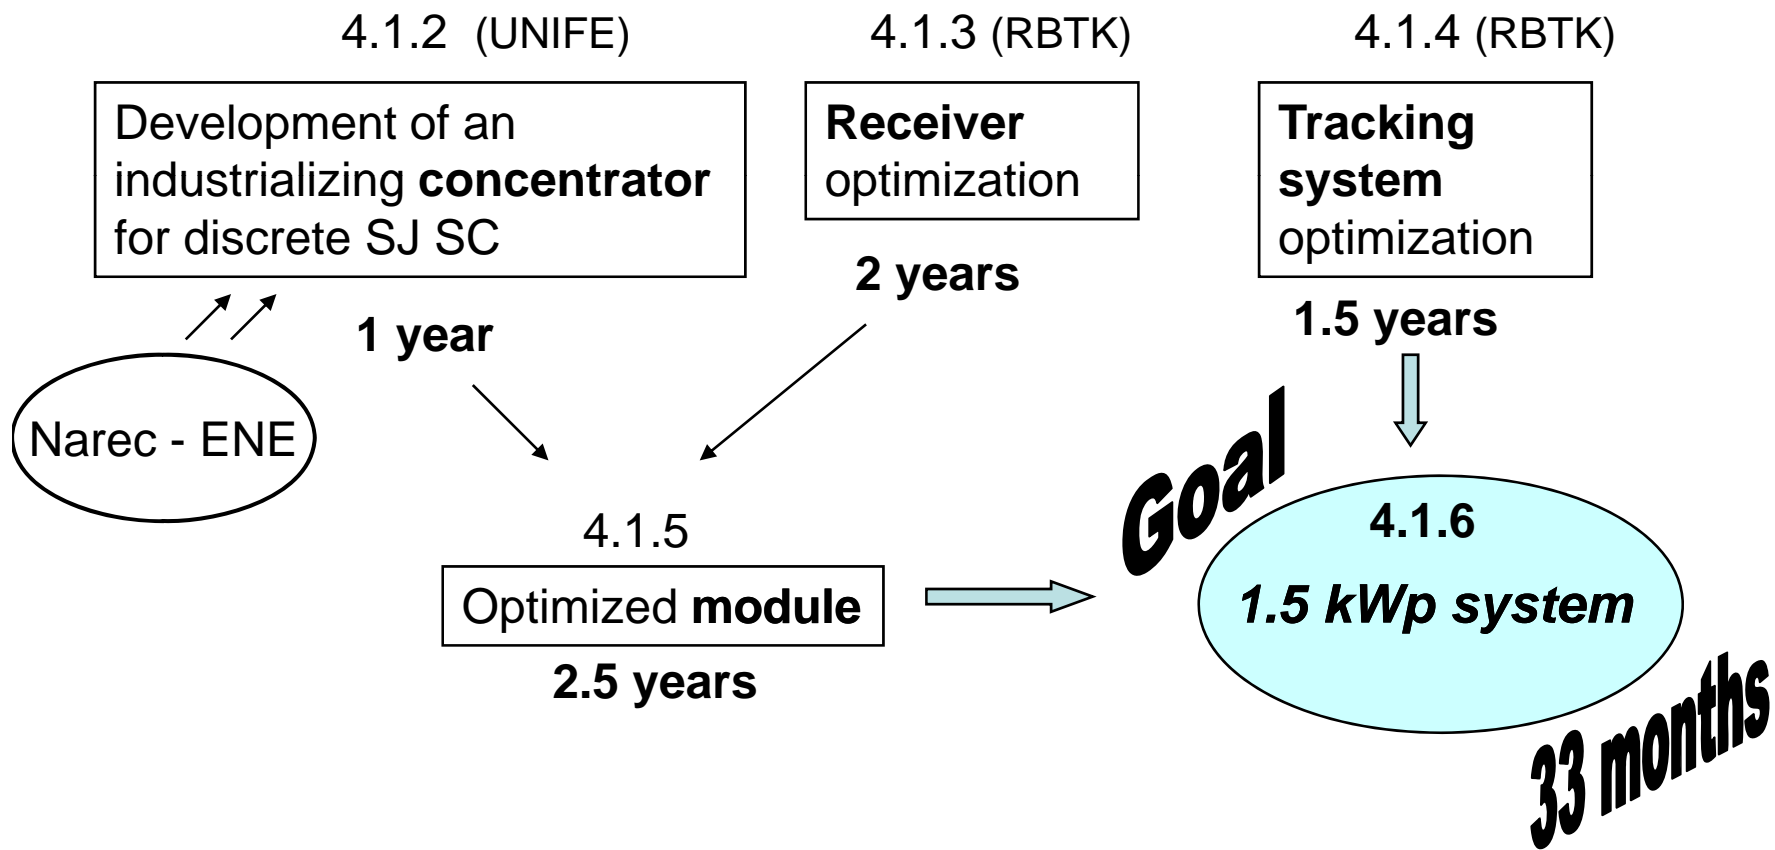 4.1.2 (UNIFE)
4.1.3 (RBTK)
4.1.4 (RBTK)
Development of an
industrializing concentrator
for discrete SJ SC
Receiver
optimization
Tracking
system
optimization
1 year
2 years
1.5 years
Narec - ENE
4.1.5
Optimized module
2.5 years
Goal
4.1.6
1.5 kWp system
33 months